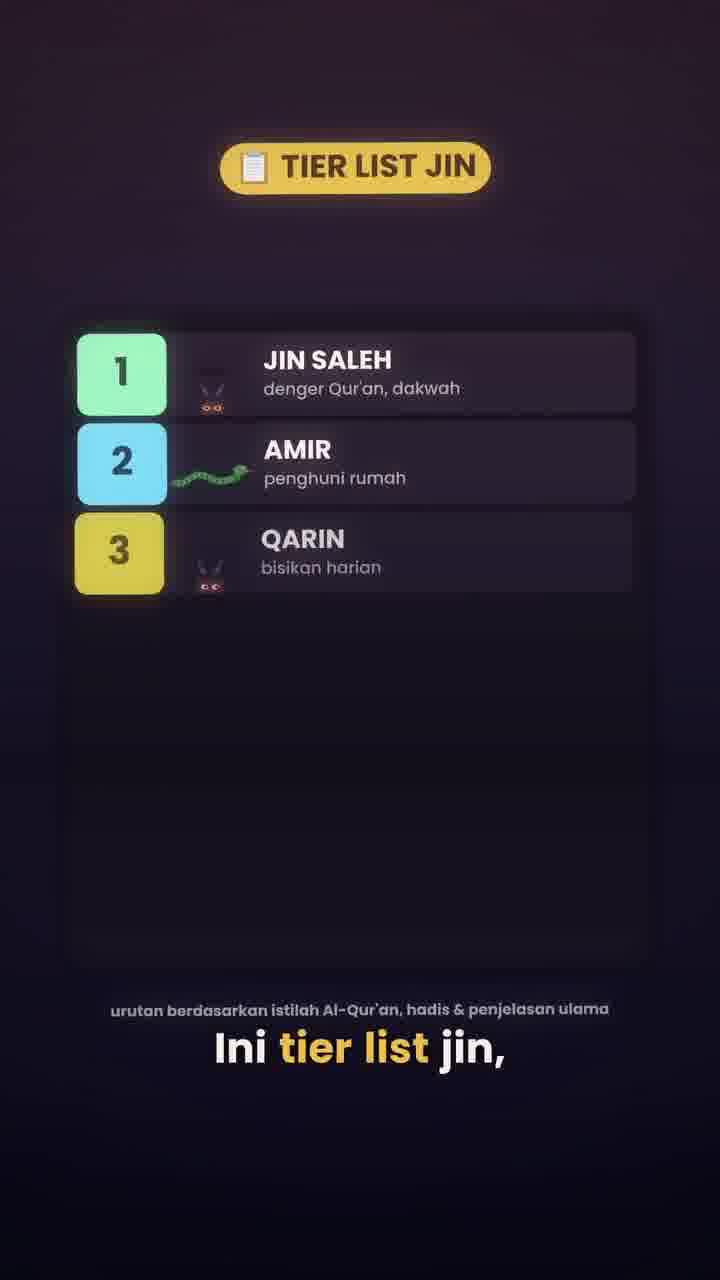 📋 TIER LIST JIN
1
JIN SALEH
denger Qur'an, dakwah
2
AMIR
penghuni rumah
3
QARIN
bisikan harian
urutan berdasarkan istilah Al-Qur'an, hadis & penjelasan ulama
Ini tier list jin,